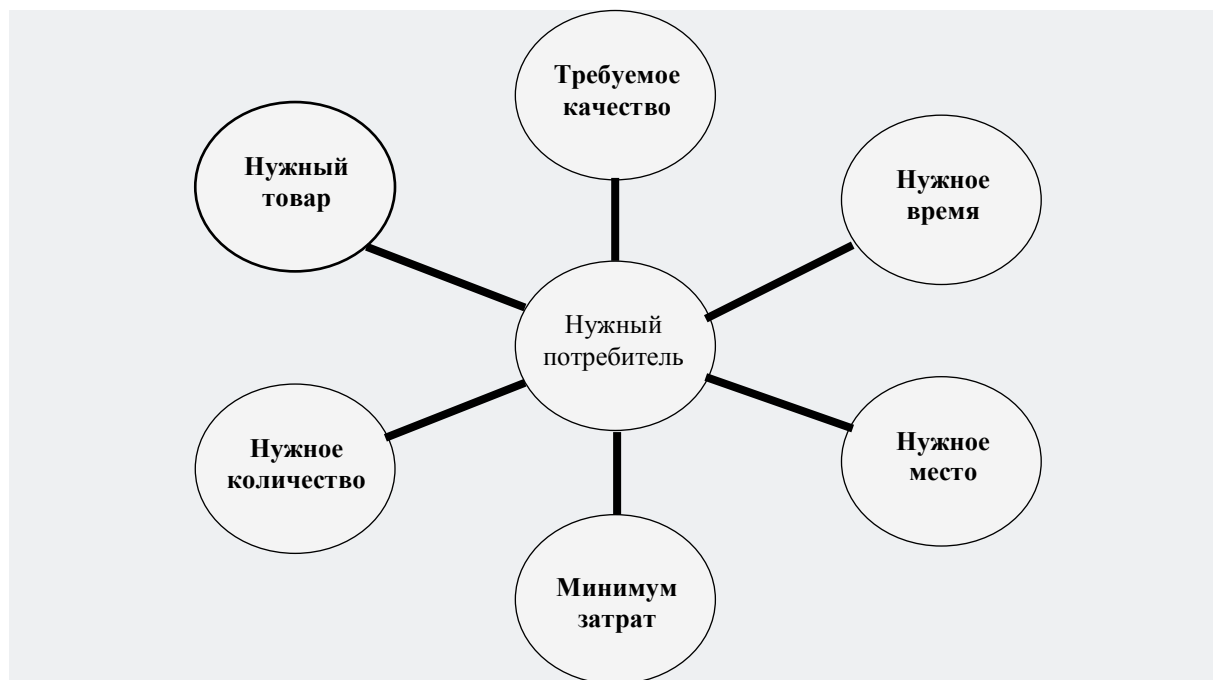 Требуемое
качество
Нужный
товар
Нужное
время
Нужный
потребитель
Нужное
количество
Нужное
место
Минимум
затрат